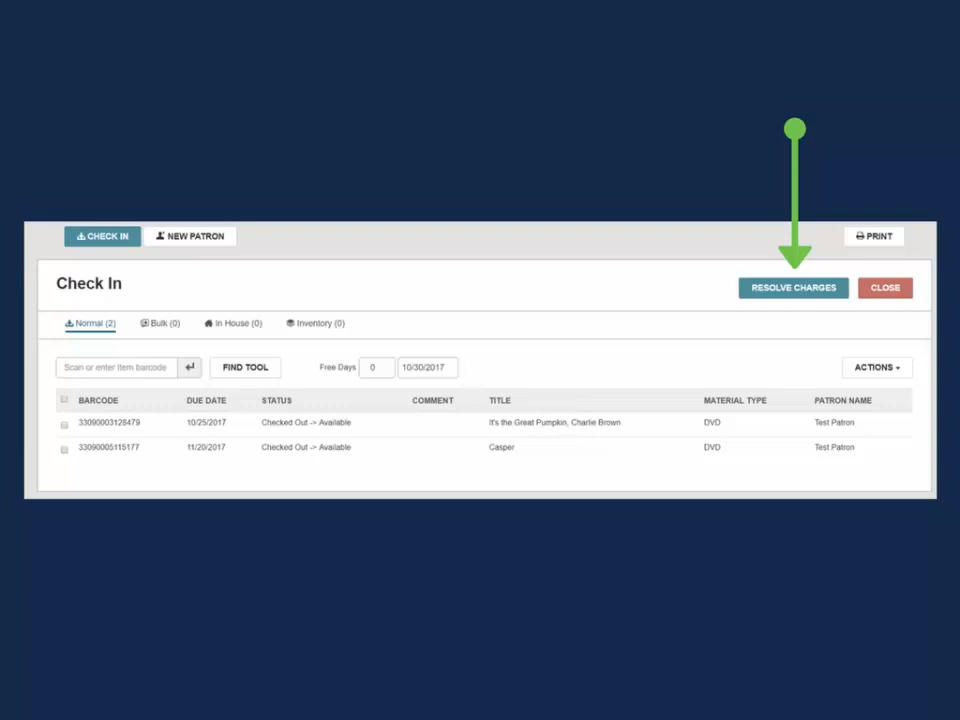 CHECK IN NEW PATRON PRINT
Check In RESOLVE CHARGES CLOSE
Normal (2) Bulk (0) In House (0) Inventory (0)
Scan or enter item barcode FIND TOOL Free Days 0 10/30/2017 ACTIONS
BARCODE DUE DATE STATUS COMMENT TITLE MATERIAL TYPE PATRON NAME
33090003128479 10/25/2017 Checked Out -> Available It's the Great Pumpkin, Charlie Brown DVD Test Patron
33090005115177 11/20/2017 Checked Out -> Available Casper DVD Test Patron